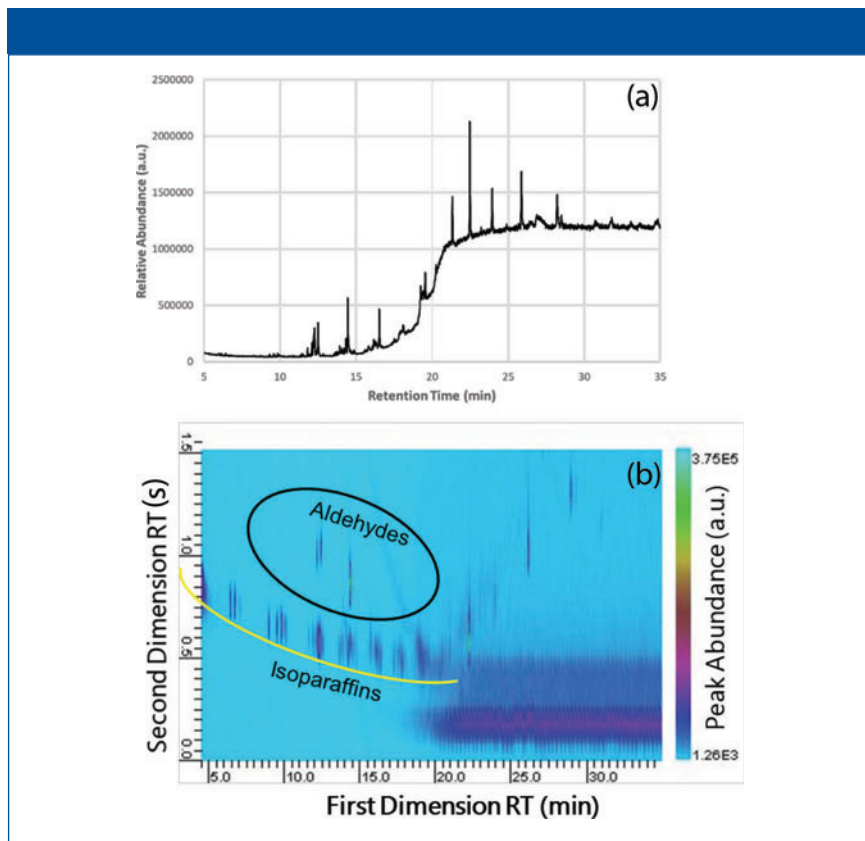 (a)
2500000
2000000
1500000
1000000
500000
0
Relative Abundance (a.u.)
5 10 15 20 25 30 35
Retention Time (min)
(b)
1.5
1.0
0.5
0.0
Second Dimension RT (s)
Aldehydes
Isoparaffins
5.0 10.0 15.0 20.0 25.0 30.0
First Dimension RT (min)
3.75E5
1.26E3
Peak Abundance (a.u.)